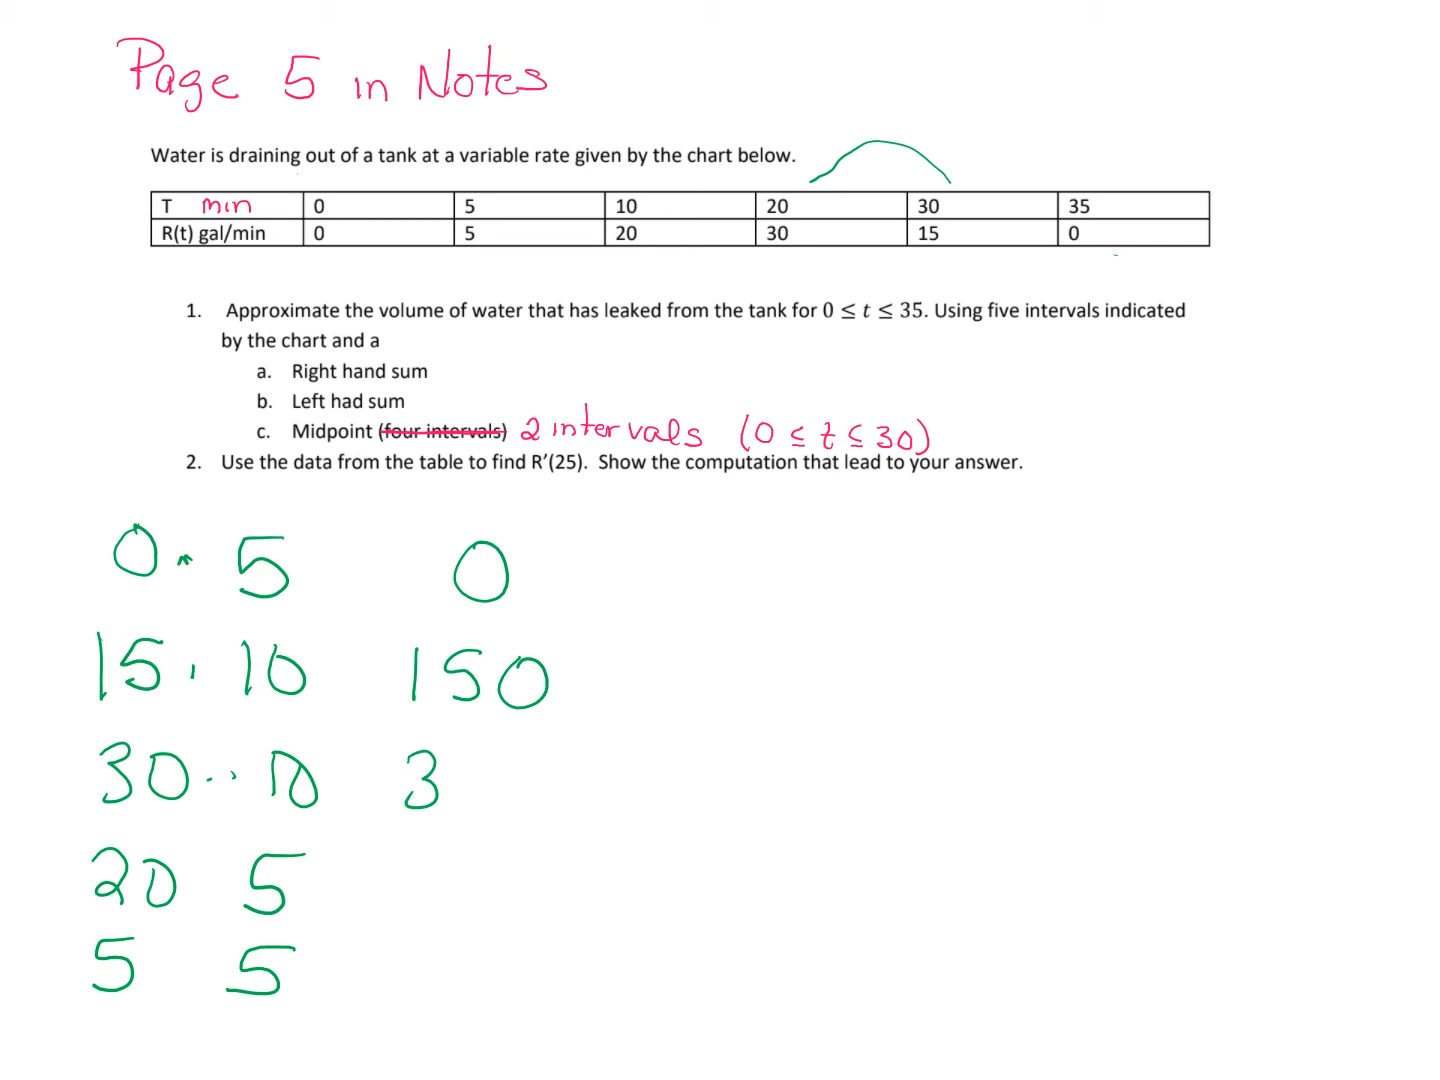 Page 5 in Notes
Water is draining out of a tank at a variable rate given by the chart below.
T min 0 5 10 20 30 35
R(t) gal/min 0 5 20 30 15 0
1. Approximate the volume of water that has leaked from the tank for 0 ≤ t ≤ 35. Using five intervals indicated
by the chart and a
a. Right hand sum
b. Left had sum
c. Midpoint (four intervals) 2 intervals (0 ≤ t ≤ 30)
2. Use the data from the table to find R’(25). Show the computation that lead to your answer.
0 · 5 0
15 · 10 150
30 · · 10 3
20 5
5 5